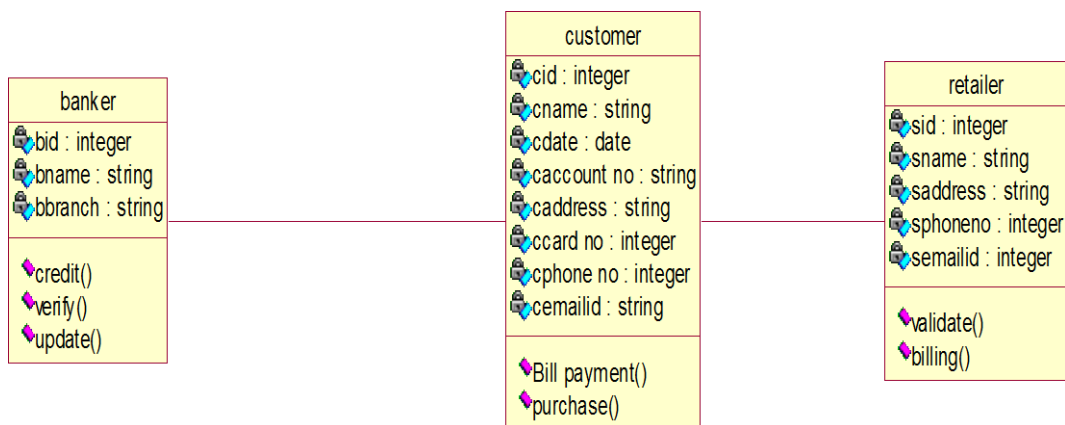 banker
bid : integer
bname : string
bbranch : string
credit()
verify()
update()
customer
cid : integer
cname : string
cdate : date
caccount no : string
caddress : string
ccard no : integer
cphone no : integer
cemailid : string
Bill payment()
purchase()
retailer
sid : integer
sname : string
saddress : string
sphoneno : integer
semailid : integer
validate()
billing()